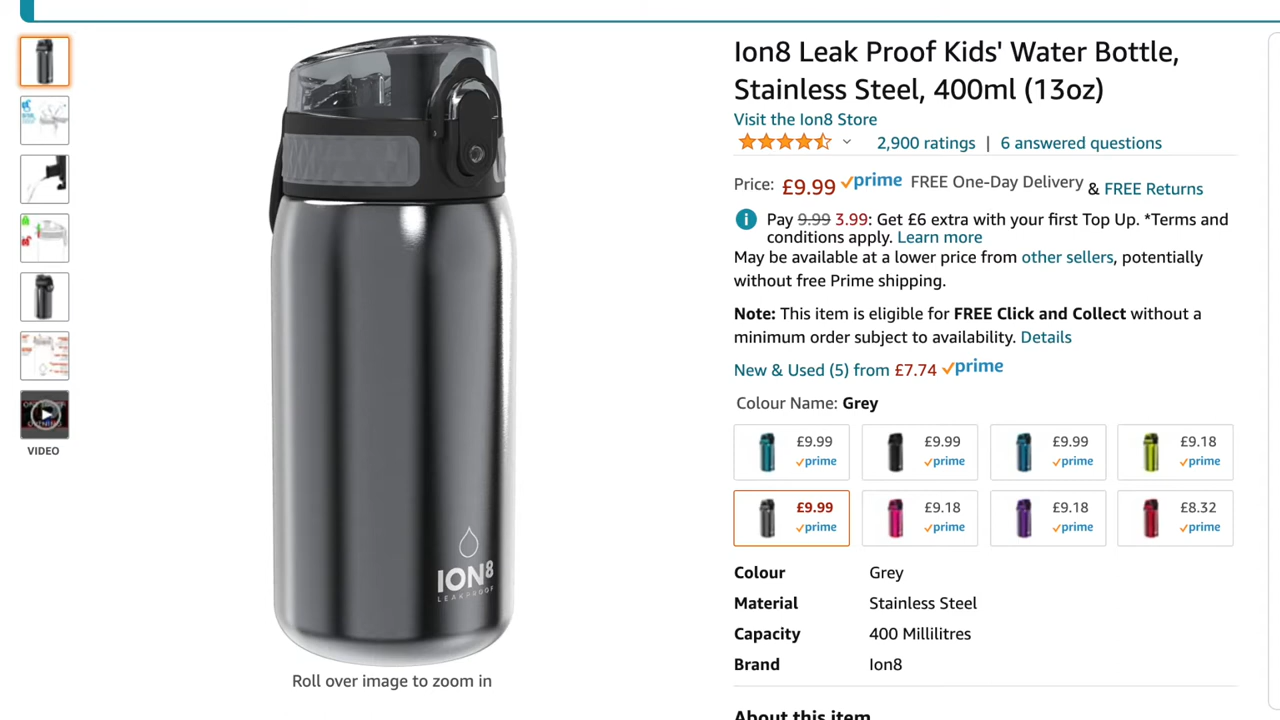 Ion8 Leak Proof Kids' Water Bottle,
Stainless Steel, 400ml (13oz)
Visit the Ion8 Store
2,900 ratings | 6 answered questions
Price: £9.99 prime FREE One-Day Delivery & FREE Returns
Pay 9.99 3.99: Get £6 extra with your first Top Up. *Terms and
conditions apply. Learn more
May be available at a lower price from other sellers, potentially
without free Prime shipping.
Note: This item is eligible for FREE Click and Collect without a
minimum order subject to availability. Details
New & Used (5) from £7.74 prime
Colour Name: Grey
£9.99 £9.99 £9.99 £9.18
prime prime prime prime
£9.99 £9.18 £9.18 £8.32
prime prime prime prime
Colour Grey
Material Stainless Steel
Capacity 400 Millilitres
Brand Ion8
About this item
ION8
LEAKPROOF
VIDEO
Roll over image to zoom in